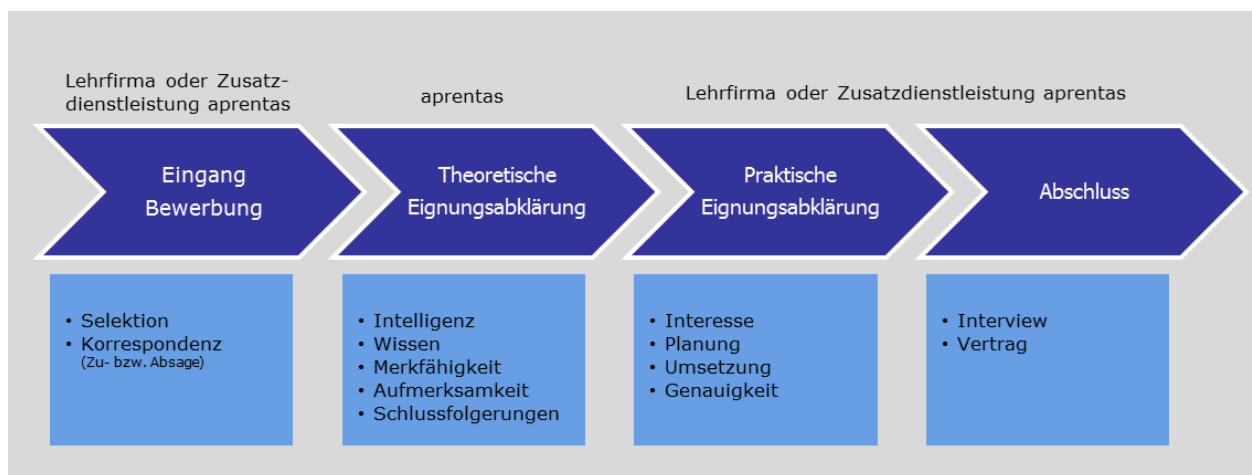 Lehrfirma oder Zusatz-
dienstleistung aprentas
aprentas
Lehrfirma oder Zusatzdienstleistung aprentas
Eingang
Bewerbung
Theoretische
Eignungsabklärung
Praktische
Eignungsabklärung
Abschluss
• Selektion
• Korrespondenz
(Zu- bzw. Absage)
• Intelligenz
• Wissen
• Merkfähigkeit
• Aufmerksamkeit
• Schlussfolgerungen
• Interesse
• Planung
• Umsetzung
• Genauigkeit
• Interview
• Vertrag